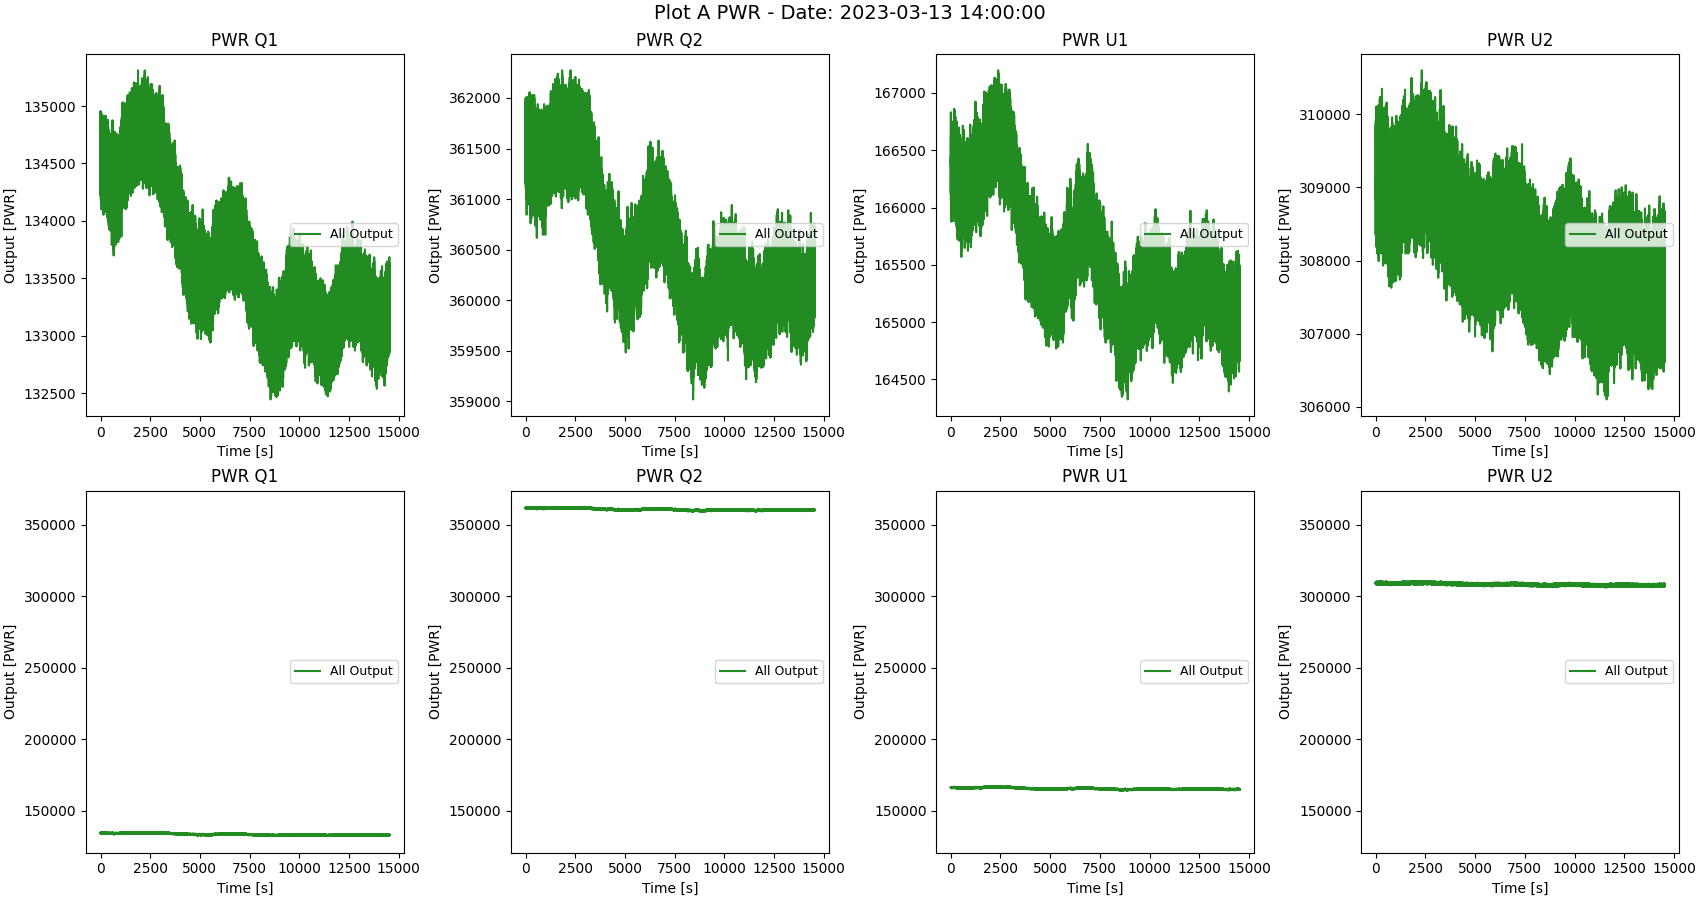 Plot A PWR - Date: 2023-03-13 14:00:00
PWR Q1
Output [PWR]
135000
134500
134000
133500
133000
132500
All Output
0 2500 5000 7500 10000 12500 15000
Time [s]
PWR Q2
Output [PWR]
362000
361500
361000
360500
360000
359500
359000
All Output
0 2500 5000 7500 10000 12500 15000
Time [s]
PWR U1
Output [PWR]
167000
166500
166000
165500
165000
164500
All Output
0 2500 5000 7500 10000 12500 15000
Time [s]
PWR U2
Output [PWR]
310000
309000
308000
307000
306000
All Output
0 2500 5000 7500 10000 12500 15000
Time [s]
PWR Q1
Output [PWR]
350000
300000
250000
200000
150000
All Output
0 2500 5000 7500 10000 12500 15000
Time [s]
PWR Q2
Output [PWR]
350000
300000
250000
200000
150000
All Output
0 2500 5000 7500 10000 12500 15000
Time [s]
PWR U1
Output [PWR]
350000
300000
250000
200000
150000
All Output
0 2500 5000 7500 10000 12500 15000
Time [s]
PWR U2
Output [PWR]
350000
300000
250000
200000
150000
All Output
0 2500 5000 7500 10000 12500 15000
Time [s]